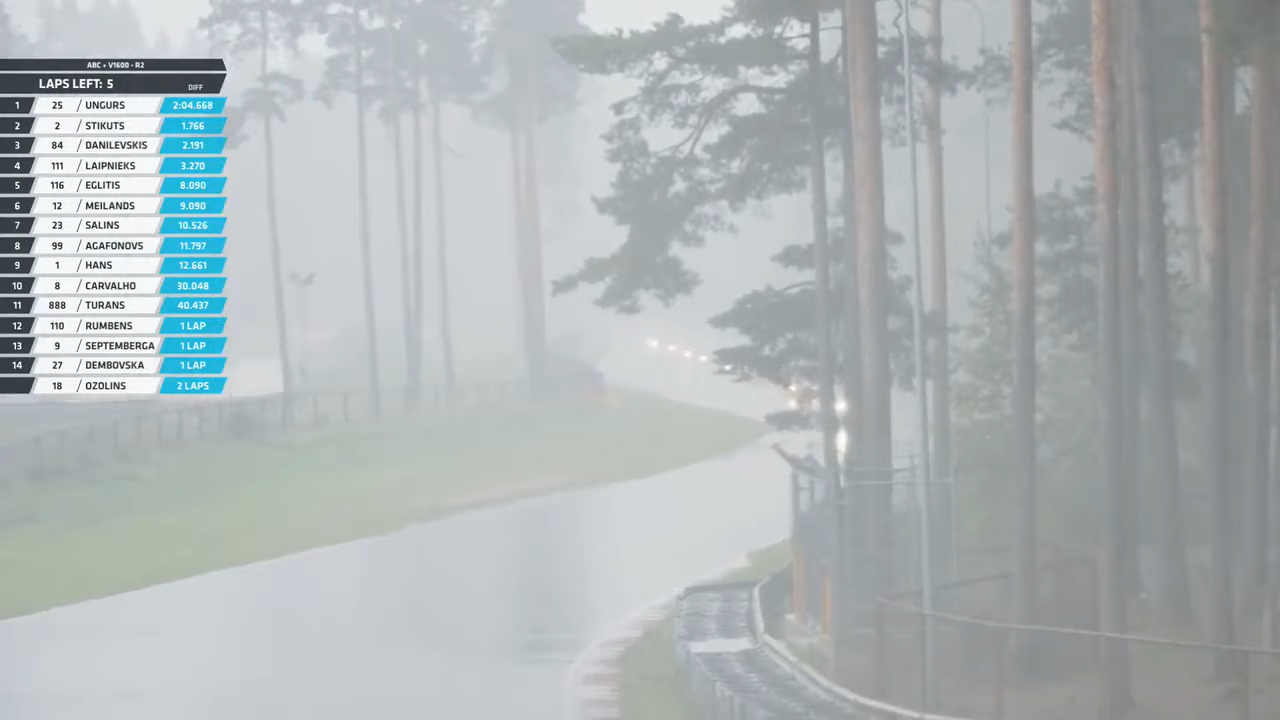 ABC + V1600 - R2
LAPS LEFT: 5 DIFF
1 25 / UNGURS 2:04.668
2 2 / STIKUTS 1.766
3 84 / DANILEVSKIS 2.191
4 111 / LAIPNIEKS 3.270
5 116 / EGLITIS 8.090
6 12 / MEILANDS 9.090
7 23 / SALINS 10.526
8 99 / AGAFONOVS 11.797
9 1 / HANS 12.661
10 8 / CARVALHO 30.048
11 888 / TURANS 40.437
12 110 / RUMBENS 1 LAP
13 9 / SEPTEMBERGA 1 LAP
14 27 / DEMBOVSKA 1 LAP
18 / OZOLINS 2 LAPS